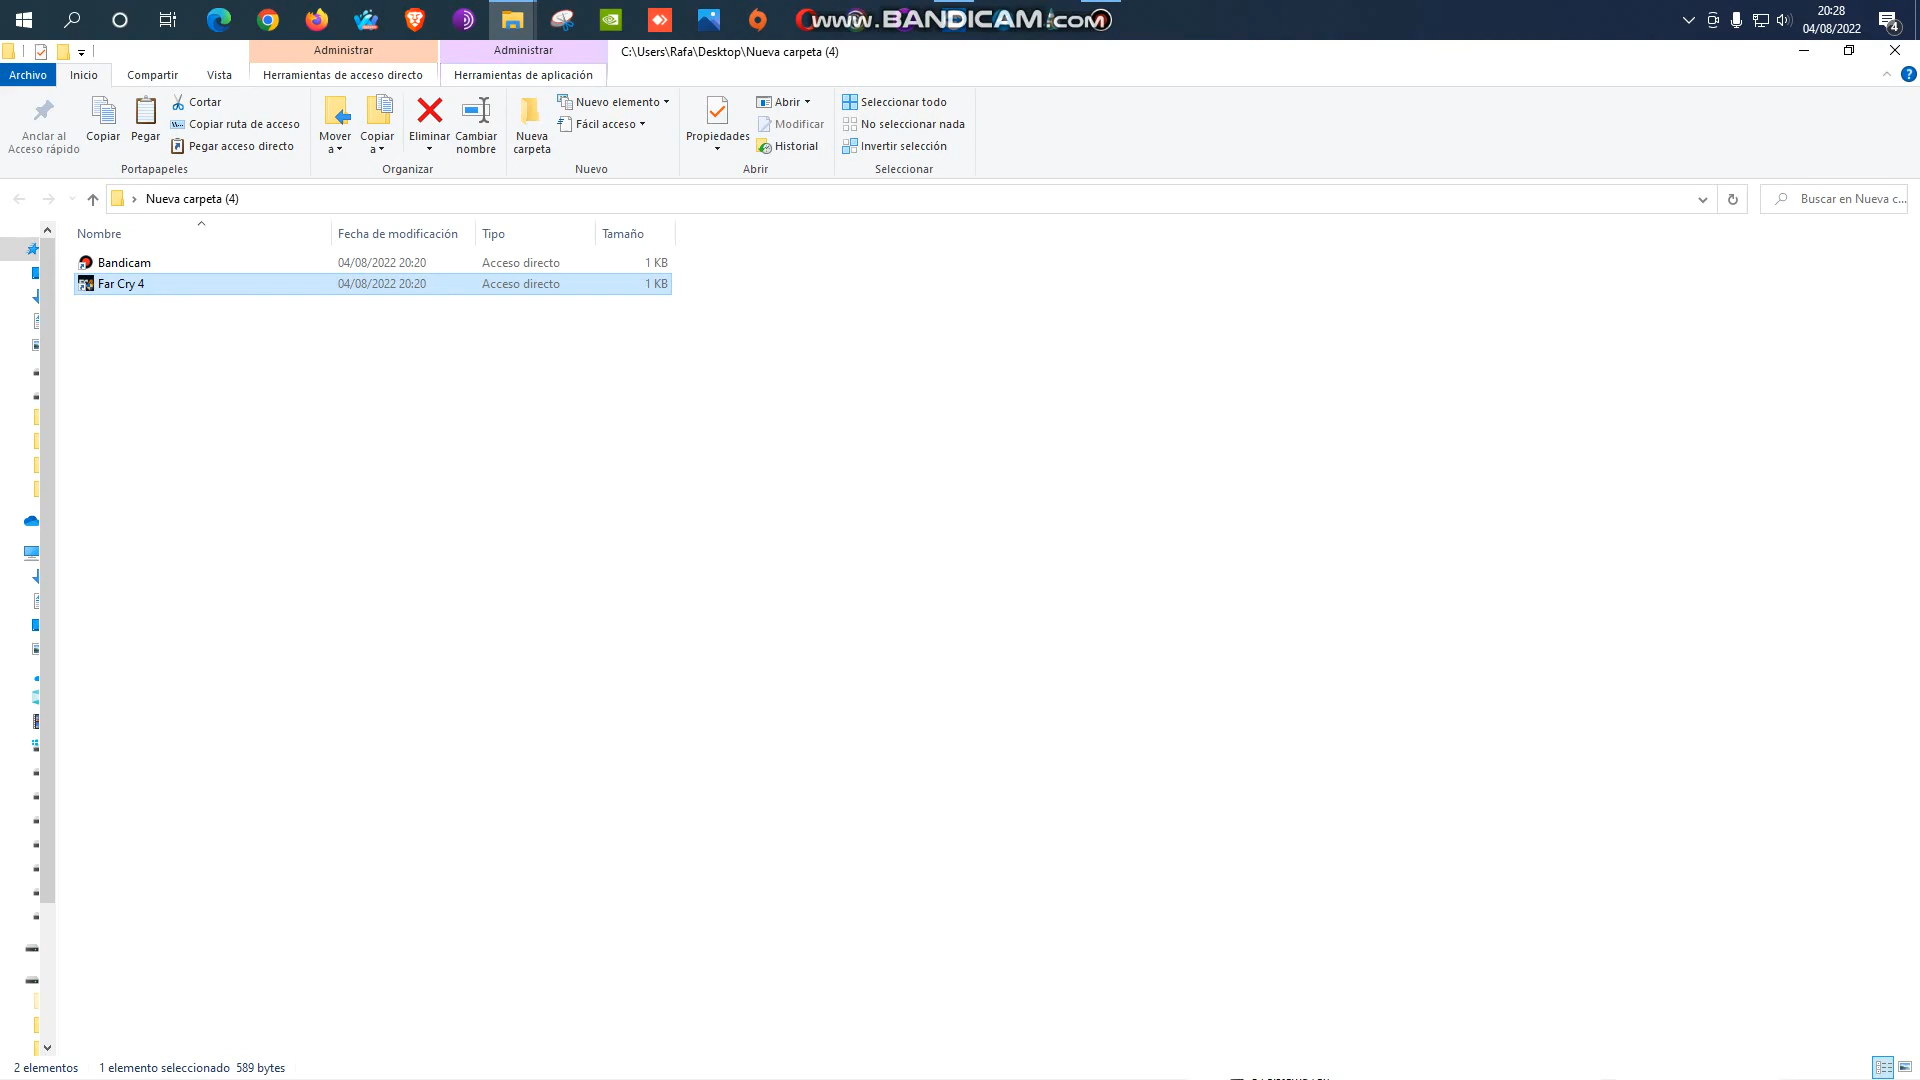 www.BANDICAM.com
20:28
04/08/2022
4
Administrar
Administrar
C:\Users\Rafa\Desktop\Nueva carpeta (4)
Archivo
Inicio
Compartir
Vista
Herramientas de acceso directo
Herramientas de aplicación
Anclar al
Acceso rápido
Copiar
Pegar
Cortar
Copiar ruta de acceso
Pegar acceso directo
Portapapeles
Mover
a
Copiar
a
Eliminar
Cambiar
nombre
Organizar
Nueva
carpeta
Nuevo elemento
Fácil acceso
Nuevo
Propiedades
Abrir
Modificar
Historial
Abrir
Seleccionar todo
No seleccionar nada
Invertir selección
Seleccionar
Nueva carpeta (4)
Buscar en Nueva c...
Nombre Fecha de modificación Tipo Tamaño
Bandicam 04/08/2022 20:20 Acceso directo 1 KB
Far Cry 4 04/08/2022 20:20 Acceso directo 1 KB
2 elementos 1 elemento seleccionado 589 bytes